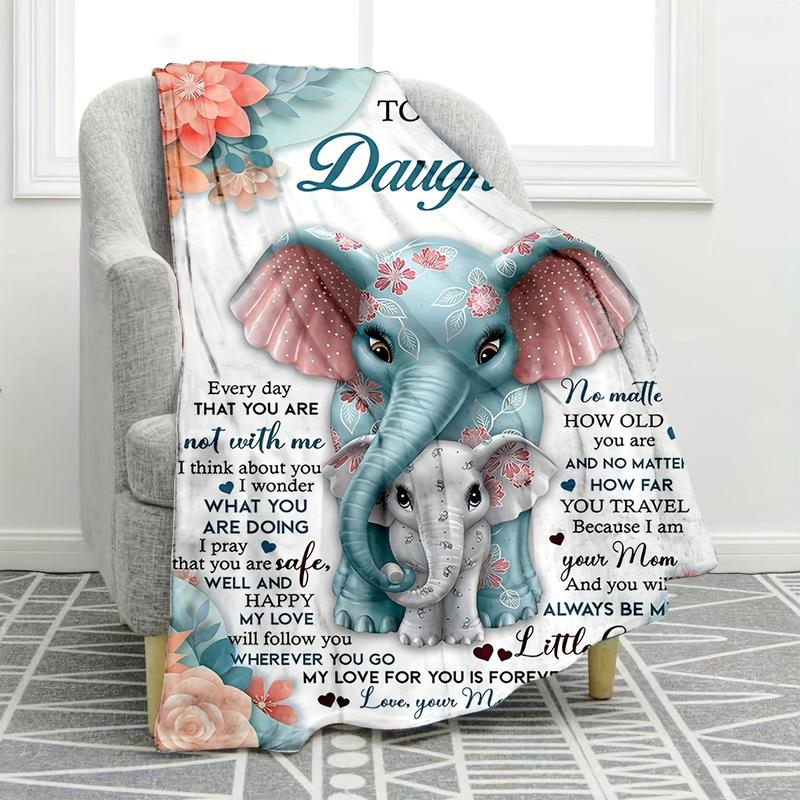 TO
Daugh
Every day
THAT YOU ARE
not with me
I think about you
I wonder
WHAT YOU
ARE DOING
I pray
that you are safe,
WELL AND
HAPPY
MY LOVE
will follow you
WHEREVER YOU GO
MY LOVE FOR YOU IS FOREVE
Love, your M
No matte
HOW OLD
you are
AND NO MATTE
HOW FAR
YOU TRAVEL
Because I am
your Mom
And you wil
ALWAYS BE M
Little